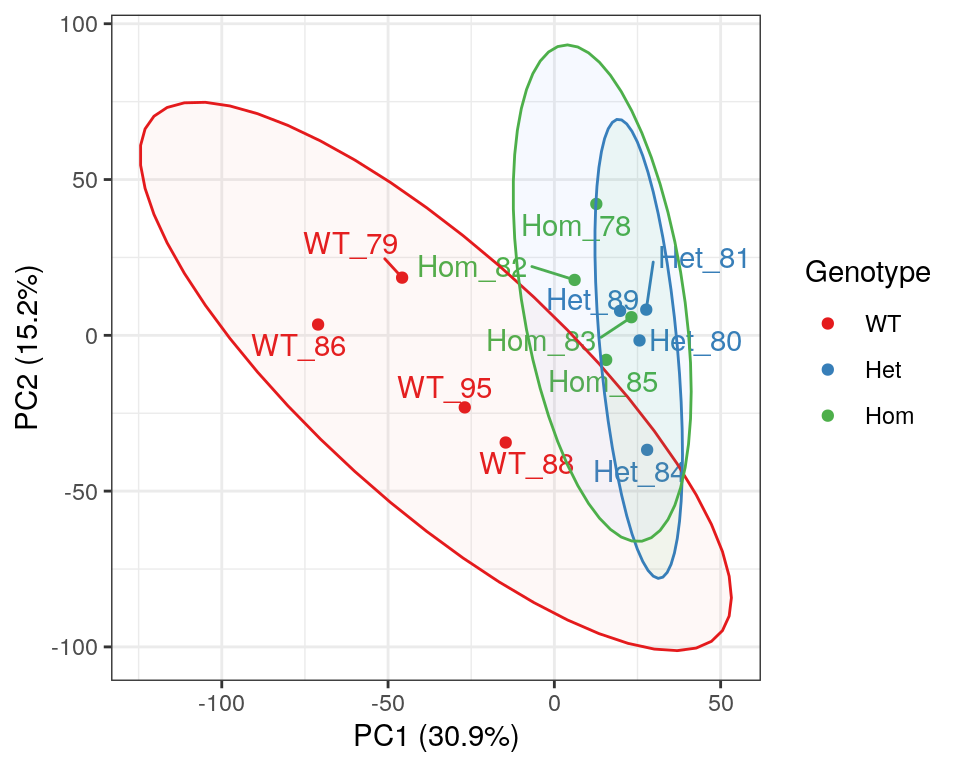 100
50
0
-50
-100
PC2 (15.2%)
Hom_78
WT_79
Het_81
Hom_82
Het_89
WT_86
Hom_83
Het_80
WT_95
Hom_85
WT_88
Het_84
-100
-50
0
50
PC1 (30.9%)
Genotype
WT
Het
Hom